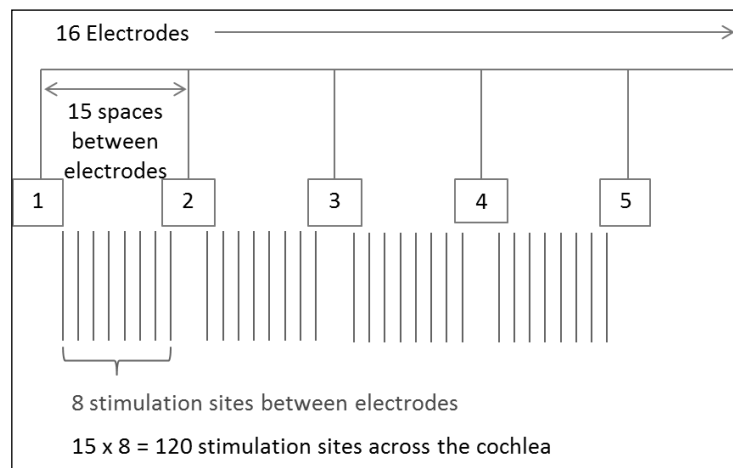 16 Electrodes
15 spaces
between
electrodes
1 2 3 4 5
8 stimulation sites between electrodes
15 x 8 = 120 stimulation sites across the cochlea